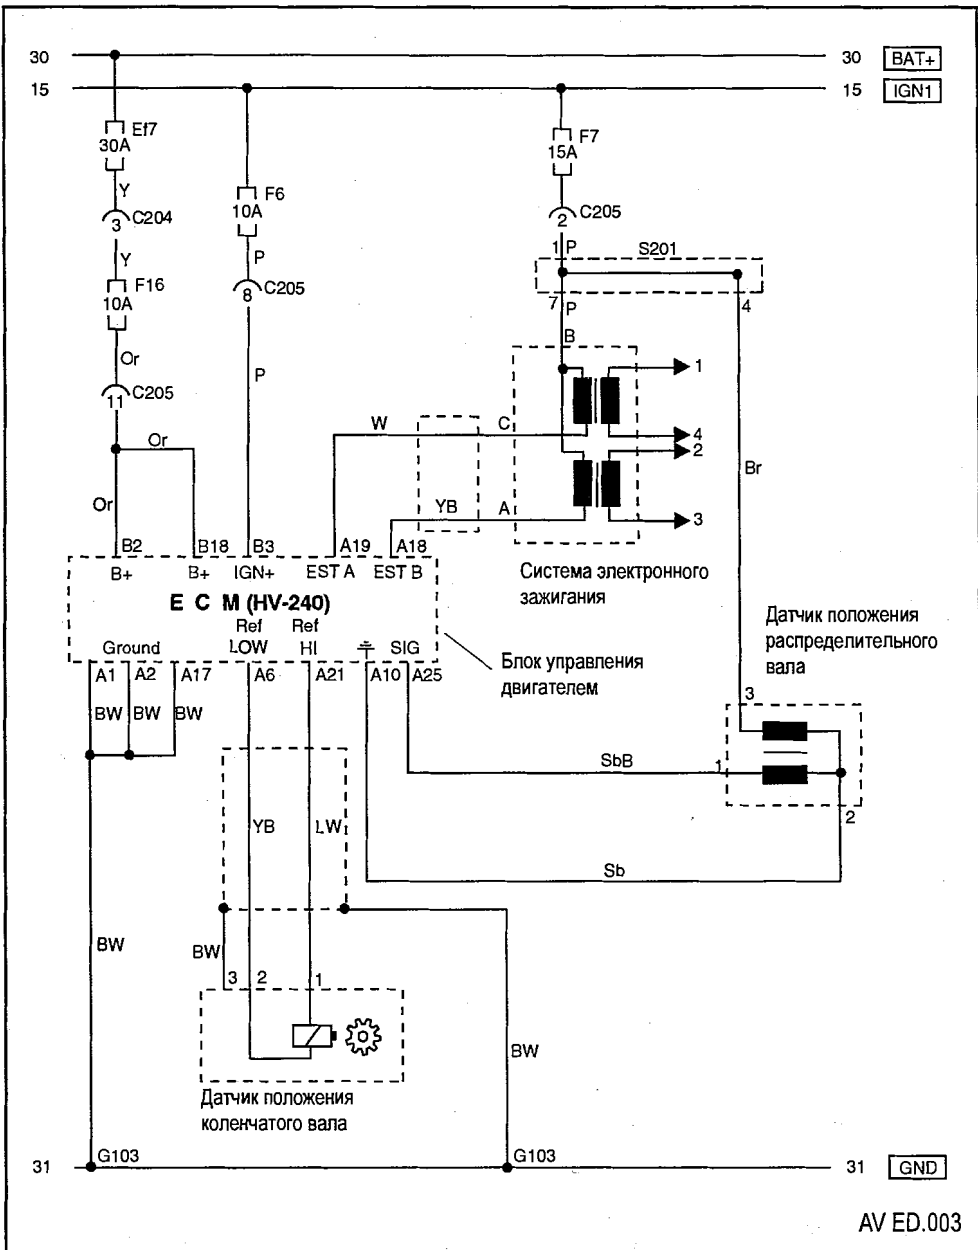 30 30 BAT+
15 15 IGN1
Ef7
30A
F7
15A
Y
F6
10A
3 C204
2 C205
Y
P
1 P S201
F16
10A
8 C205
7 P 4
Or
B
11 C205
P
1
W C
4
Or
2
Br
Or
YB A
3
B2 B18 B3 A19 A18
B+ B+ IGN+ EST A EST B
Система электронного
зажигания
E C M (HV-240)
Ref Ref
Ground LOW HI SIG
Датчик положения
распределительного
вала
Блок управления
двигателем
A1 A2 A17 A6 A21 A10 A25
3
BW BW BW
SbB 1
2
YB LW
Sb
BW BW
3 2 1
BW
Датчик положения
коленчатого вала
G103 G103
31 31 GND
AV ED.003